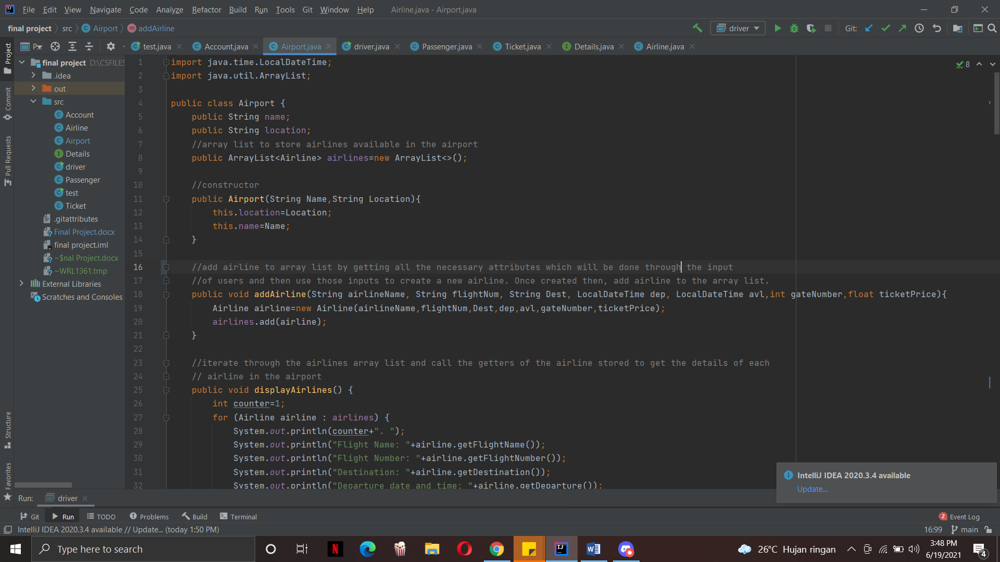 File Edit View Navigate Code Analyze Refactor Build Run Tools Git Window Help Airline.java - Airport.java
final project src Airport addAirline
driver Git:
P... test.java Account.java Airport.java driver.java Passenger.java Ticket.java Details.java Airline.java
Project
Commit
Pull Requests
Structure
Favorites
final project D:\CSFILES
.idea
out
src
Account
Airline
Airport
Details
driver
Passenger
test
Ticket
.gitattributes
Final Project.docx
final project.iml
~$nal Project.docx
~WRL1361.tmp
External Libraries
Scratches and Consoles
8
1 import java.time.LocalDateTime;
2 import java.util.ArrayList;
3
4 public class Airport {
5 public String name;
6 public String location;
7 //array list to store airlines available in the airport
8 public ArrayList<Airline> airlines=new ArrayList<>();
9
10 //constructor
11 public Airport(String Name,String Location){
12 this.location=Location;
13 this.name=Name;
14 }
15
16 //add airline to array list by getting all the necessary attributes which will be done through the input
17 //of users and then use those inputs to create a new airline. Once created then, add airline to the array list.
18 public void addAirline(String airlineName, String flightNum, String Dest, LocalDateTime dep, LocalDateTime avl,int gateNumber,float ticketPrice){
19 Airline airline=new Airline(airlineName,flightNum,Dest,dep,avl,gateNumber,ticketPrice);
20 airlines.add(airline);
21 }
22
23 //iterate through the airlines array list and call the getters of the airline stored to get the details of each
24 // airline in the airport
25 public void displayAirlines() {
26 int counter=1;
27 for (Airline airline : airlines) {
28 System.out.println(counter+". ");
29 System.out.println("Flight Name: "+airline.getFlightName());
30 System.out.println("Flight Number: "+airline.getFlightNumber());
31 System.out.println("Destination: "+airline.getDestination());
32 System.out.println("Departure date and time: "+airline.getDeparture());
IntelliJ IDEA 2020.3.4 available
Update...
Run: driver
Git Run TODO Problems Build Terminal 2 Event Log
IntelliJ IDEA 2020.3.4 available // Update... (today 1:50 PM) 16:99 main
Type here to search
26°C Hujan ringan
3:48 PM
6/19/2021
4